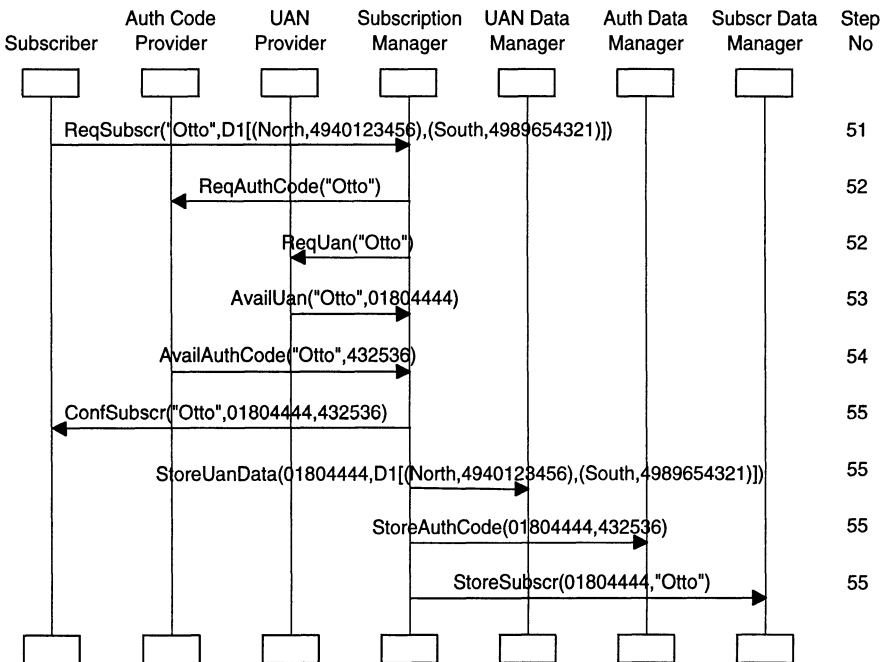 Auth Code UAN Subscription UAN Data Auth Data Subscr Data Step
Subscriber Provider Provider Manager Manager Manager Manager No
ReqSubscr("Otto",D1[(North,4940123456),(South,4989654321)]) 51
ReqAuthCode("Otto") 52
ReqUan("Otto") 52
AvailUan("Otto",01804444) 53
AvailAuthCode("Otto",432536) 54
ConfSubscr("Otto",01804444,432536) 55
StoreUanData(01804444,D1[(North,4940123456),(South,4989654321)]) 55
StoreAuthCode(01804444,432536) 55
StoreSubscr(01804444,"Otto") 55